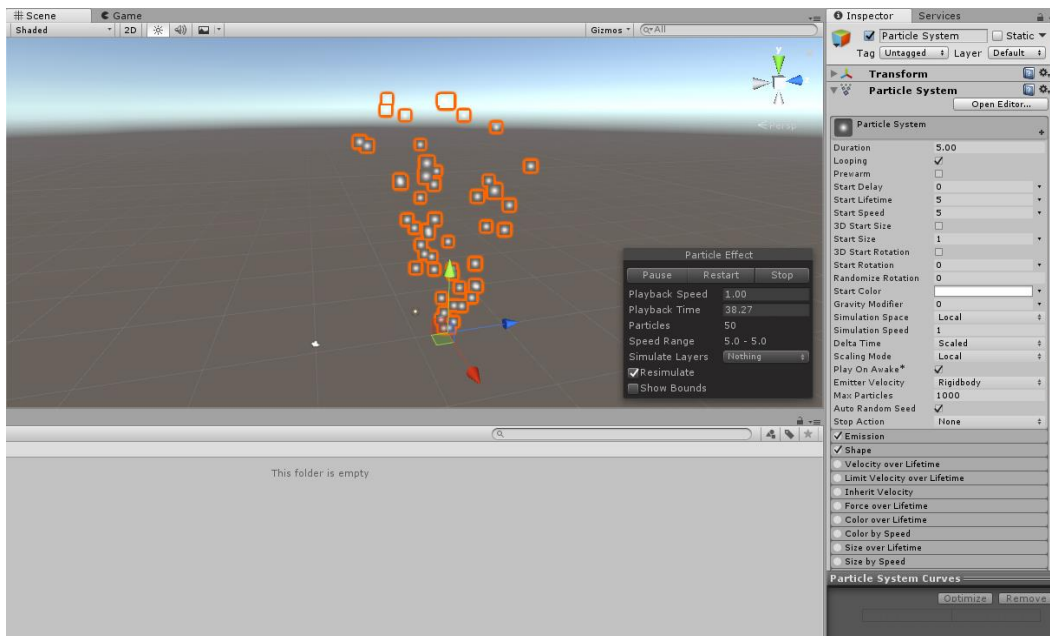 Scene
Game
Shaded
2D
Gizmos
All
y
Persp
Particle Effect
Pause Restart Stop
Playback Speed 1.00
Playback Time 38.27
Particles 50
Speed Range 5.0 - 5.0
Simulate Layers Nothing
Resimulate
Show Bounds
This folder is empty
Inspector Services
Particle System Static
Tag Untagged Layer Default
Transform
Particle System
Open Editor...
Particle System
Duration 5.00
Looping
Prewarm
Start Delay 0
Start Lifetime 5
Start Speed 5
3D Start Size
Start Size 1
3D Start Rotation
Start Rotation 0
Randomize Rotation 0
Start Color
Gravity Modifier 0
Simulation Space Local
Simulation Speed 1
Delta Time Scaled
Scaling Mode Local
Play On Awake*
Emitter Velocity Rigidbody
Max Particles 1000
Auto Random Seed
Stop Action None
Emission
Shape
Velocity over Lifetime
Limit Velocity over Lifetime
Inherit Velocity
Force over Lifetime
Color over Lifetime
Color by Speed
Size over Lifetime
Size by Speed
Particle System Curves
Optimize Remove